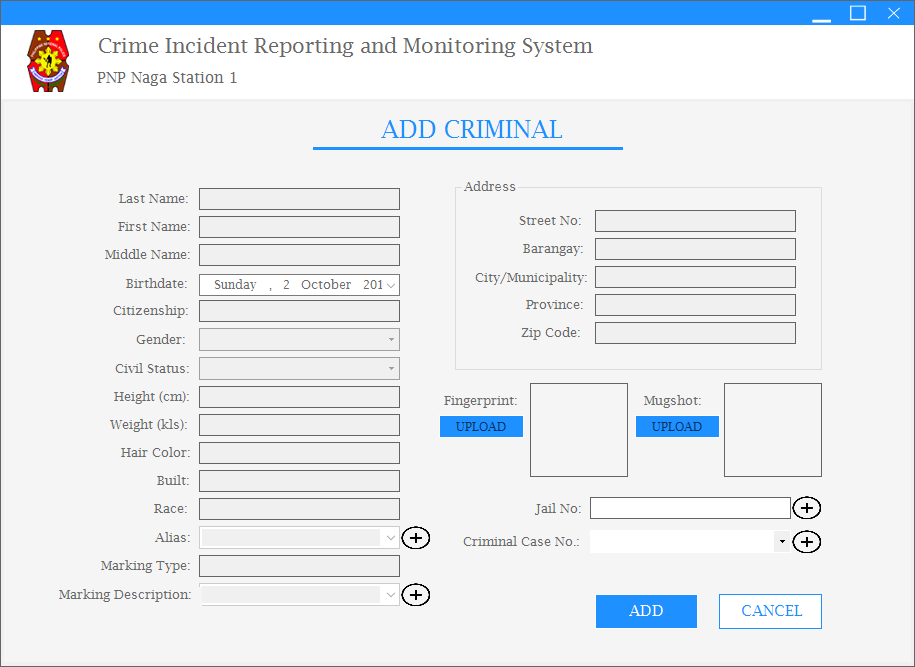 Crime Incident Reporting and Monitoring System
PNP Naga Station 1
ADD CRIMINAL
Last Name:
First Name:
Middle Name:
Birthdate: Sunday , 2 October 201
Citizenship:
Gender:
Civil Status:
Height (cm):
Weight (kls):
Hair Color:
Built:
Race:
Alias:
Marking Type:
Marking Description:
Address
Street No:
Barangay:
City/Municipality:
Province:
Zip Code:
Fingerprint:
UPLOAD
Mugshot:
UPLOAD
Jail No:
Criminal Case No.:
ADD
CANCEL